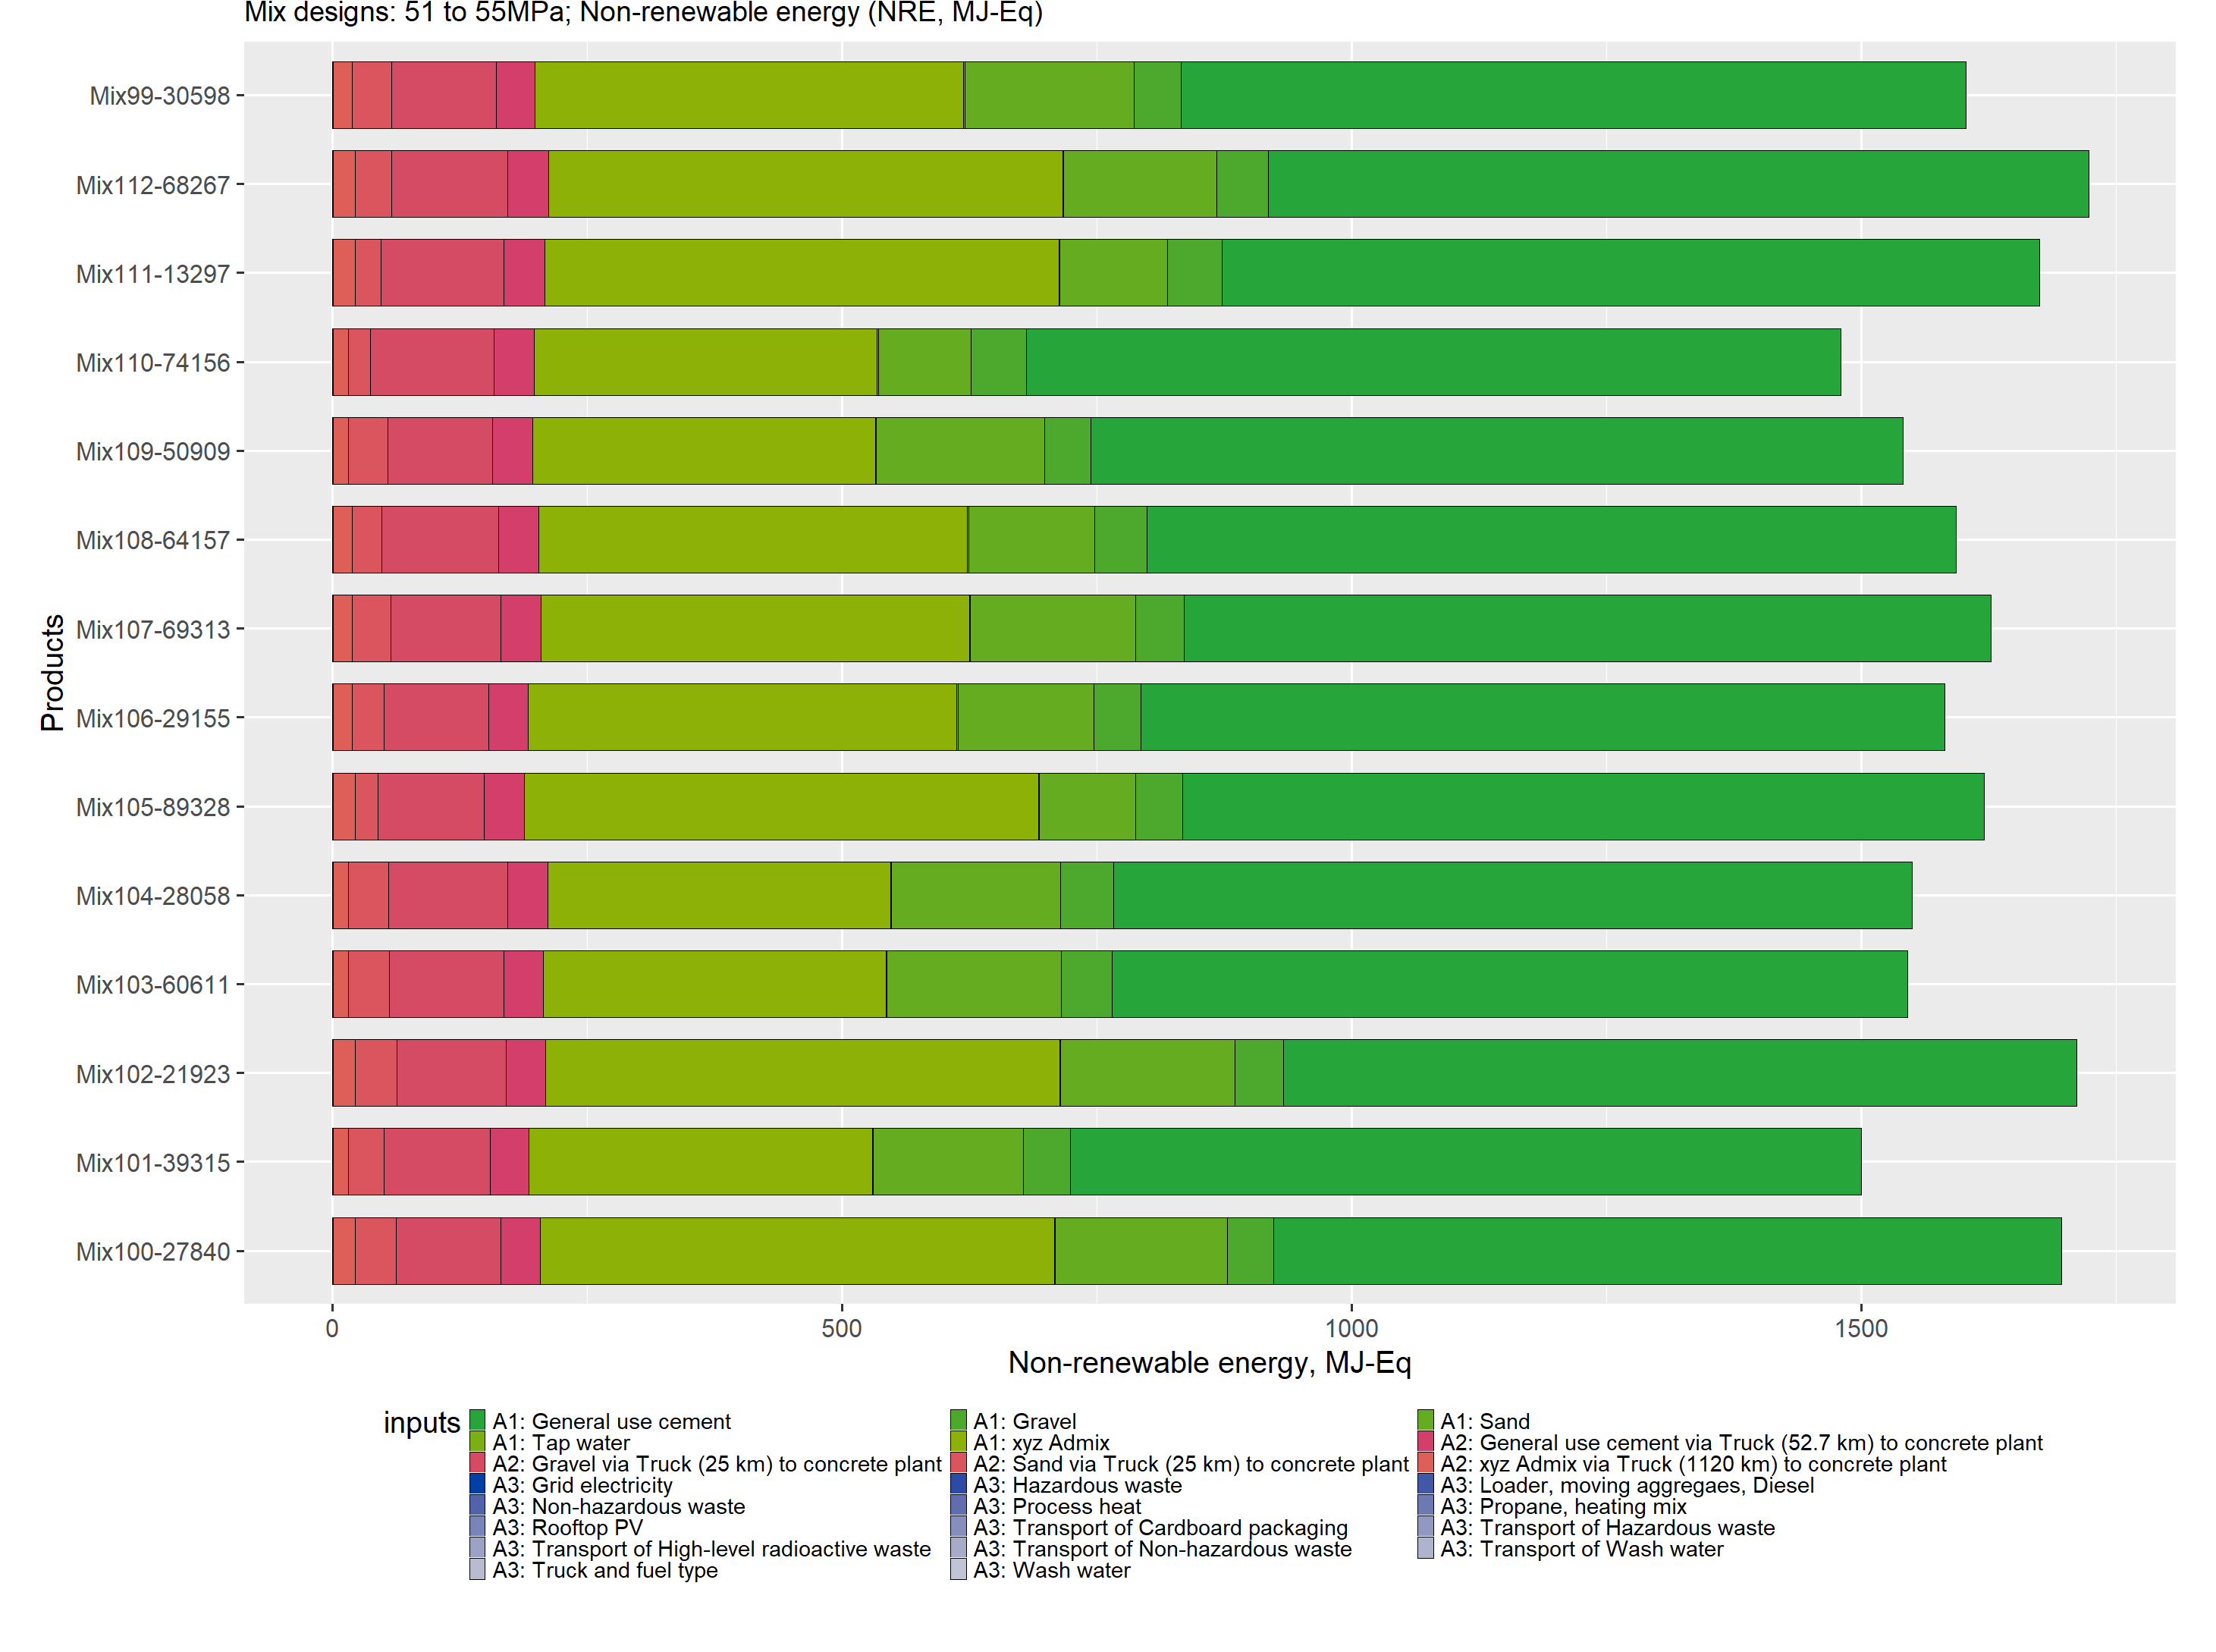 Mix designs: 51 to 55MPa; Non-renewable energy (NRE, MJ-Eq)
Mix99-30598
Mix112-68267
Mix111-13297
Mix110-74156
Mix109-50909
Mix108-64157
Mix107-69313
Mix106-29155
Mix105-89328
Mix104-28058
Mix103-60611
Mix102-21923
Mix101-39315
Mix100-27840
Products
0 500 1000 1500
Non-renewable energy, MJ-Eq
inputs
A1: General use cement A1: Gravel A1: Sand
A1: Tap water A1: xyz Admix A2: General use cement via Truck (52.7 km) to concrete plant
A2: Gravel via Truck (25 km) to concrete plant A2: Sand via Truck (25 km) to concrete plant A2: xyz Admix via Truck (1120 km) to concrete plant
A3: Grid electricity A3: Hazardous waste A3: Loader, moving aggregaes, Diesel
A3: Non-hazardous waste A3: Process heat A3: Propane, heating mix
A3: Rooftop PV A3: Transport of Cardboard packaging A3: Transport of Hazardous waste
A3: Transport of High-level radioactive waste A3: Transport of Non-hazardous waste A3: Transport of Wash water
A3: Truck and fuel type A3: Wash water